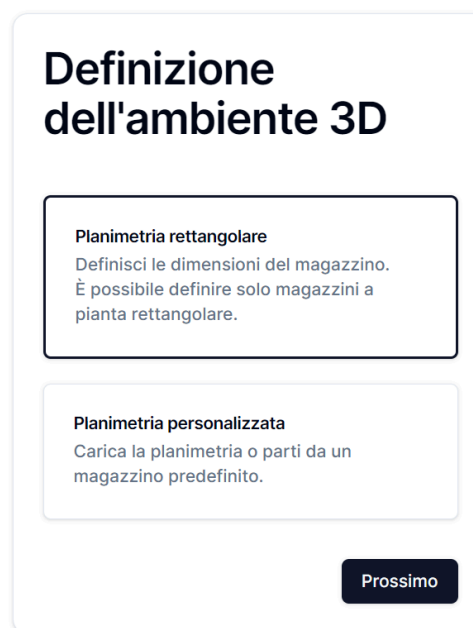 Definizione
dell'ambiente 3D
Planimetria rettangolare
Definisci le dimensioni del magazzino.
È possibile definire solo magazzini a
pianta rettangolare.
Planimetria personalizzata
Carica la planimetria o parti da un
magazzino predefinito.
Prossimo